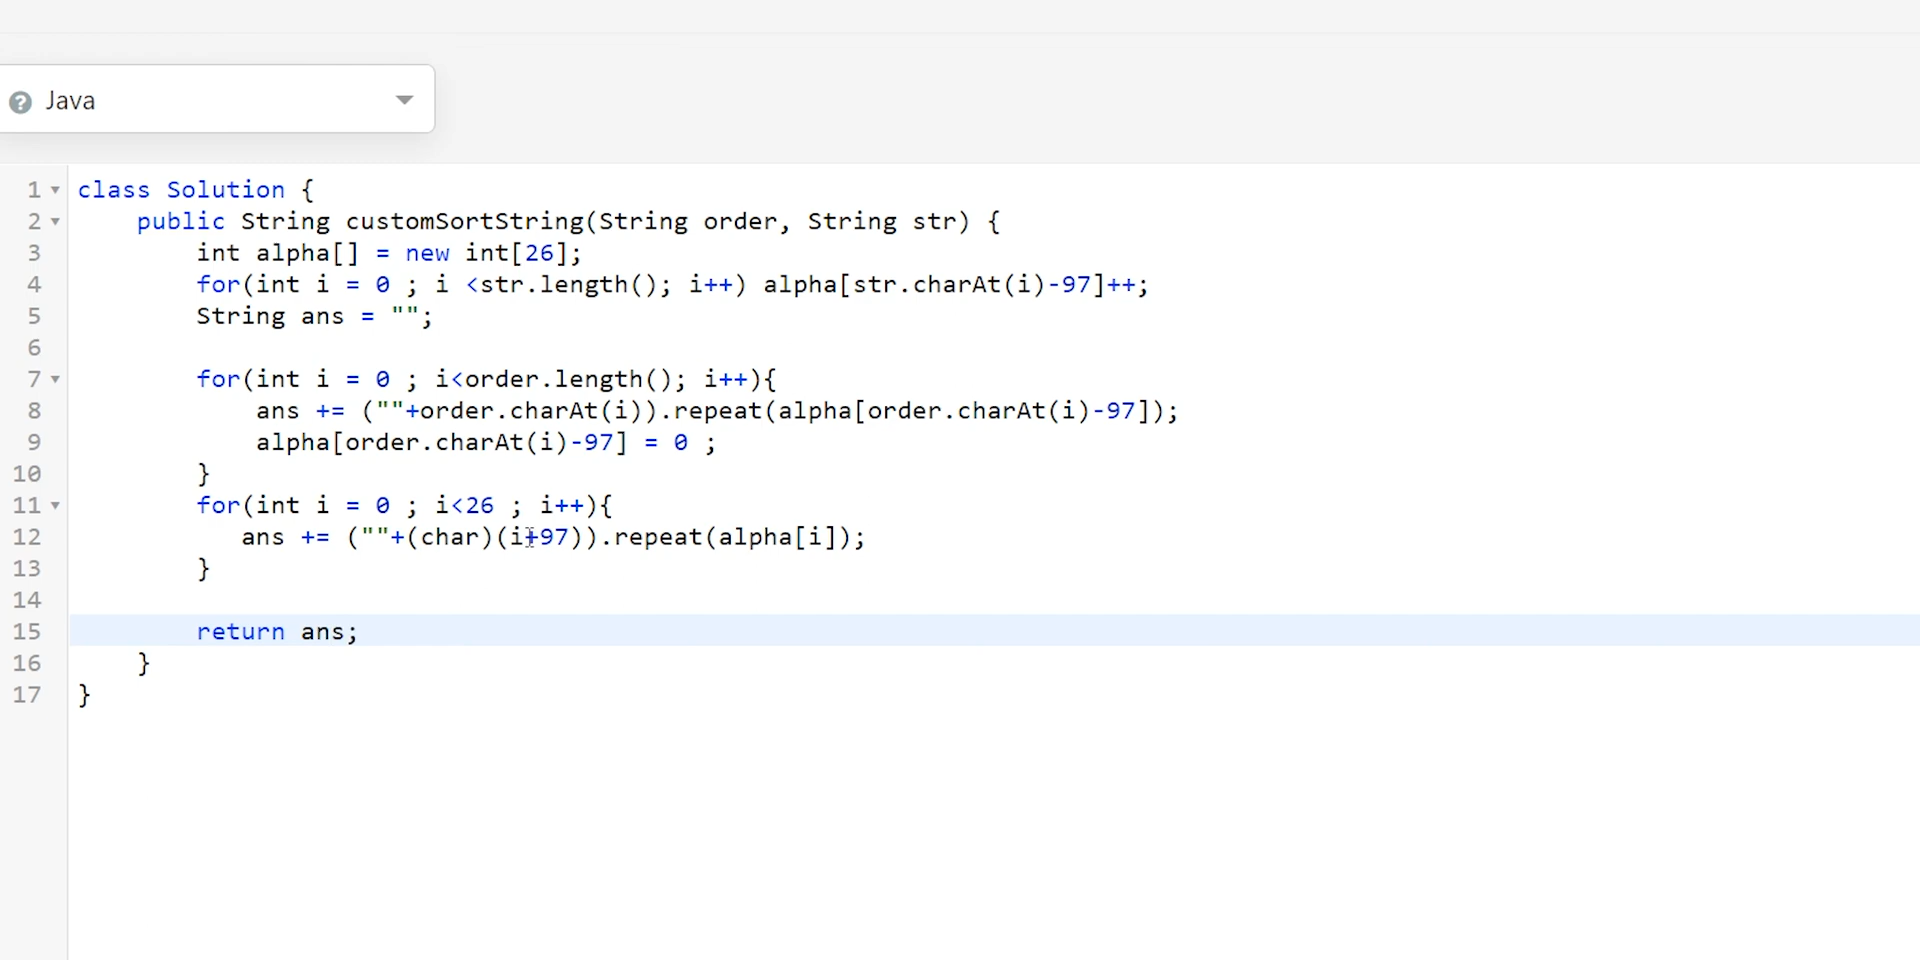 Java
1 class Solution {
2 public String customSortString(String order, String str) {
3 int alpha[] = new int[26];
4 for(int i = 0 ; i <str.length(); i++) alpha[str.charAt(i)-97]++;
5 String ans = "";
6
7 for(int i = 0 ; i<order.length(); i++){
8 ans += (""+order.charAt(i)).repeat(alpha[order.charAt(i)-97]);
9 alpha[order.charAt(i)-97] = 0 ;
10 }
11 for(int i = 0 ; i<26 ; i++){
12 ans += (""+(char)(i+97)).repeat(alpha[i]);
13 }
14
15 return ans;
16 }
17 }